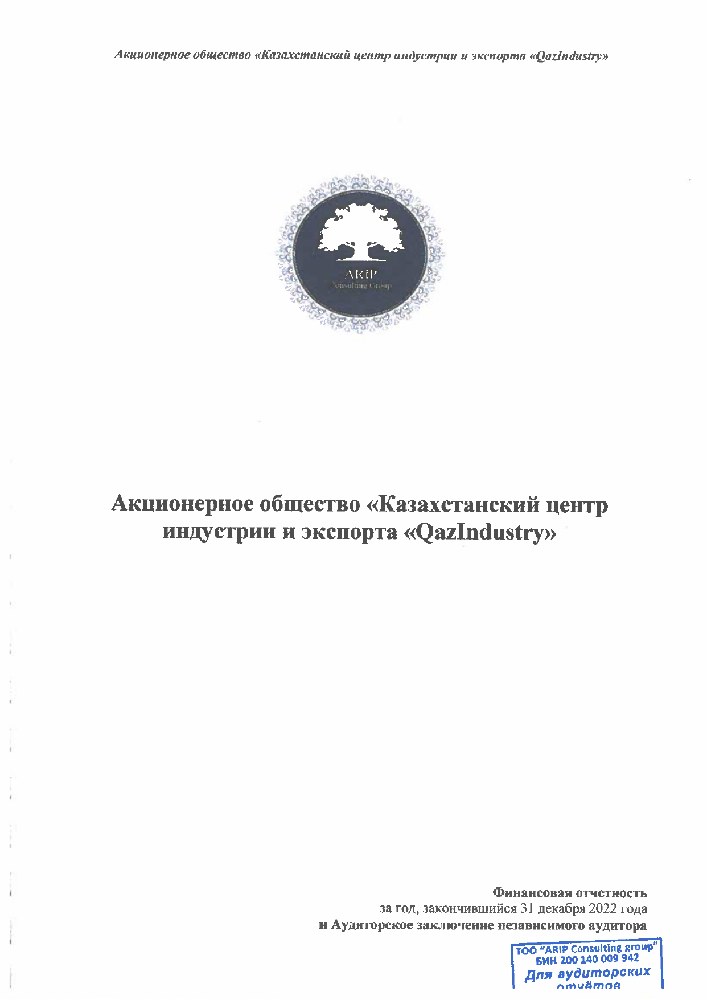 Акционерное общество «Казахстанский центр индустрии и экспорта «QazIndustry»
ARIP
Consulting Group
Акционерное общество «Казахстанский центр
индустрии и экспорта «QazIndustry»
Финансовая отчетность
за год, закончившийся 31 декабря 2022 года
и Аудиторское заключение независимого аудитора
ТОО "ARIP Consulting group"
БИН 200 140 009 942
Для аудиторских
отчётов